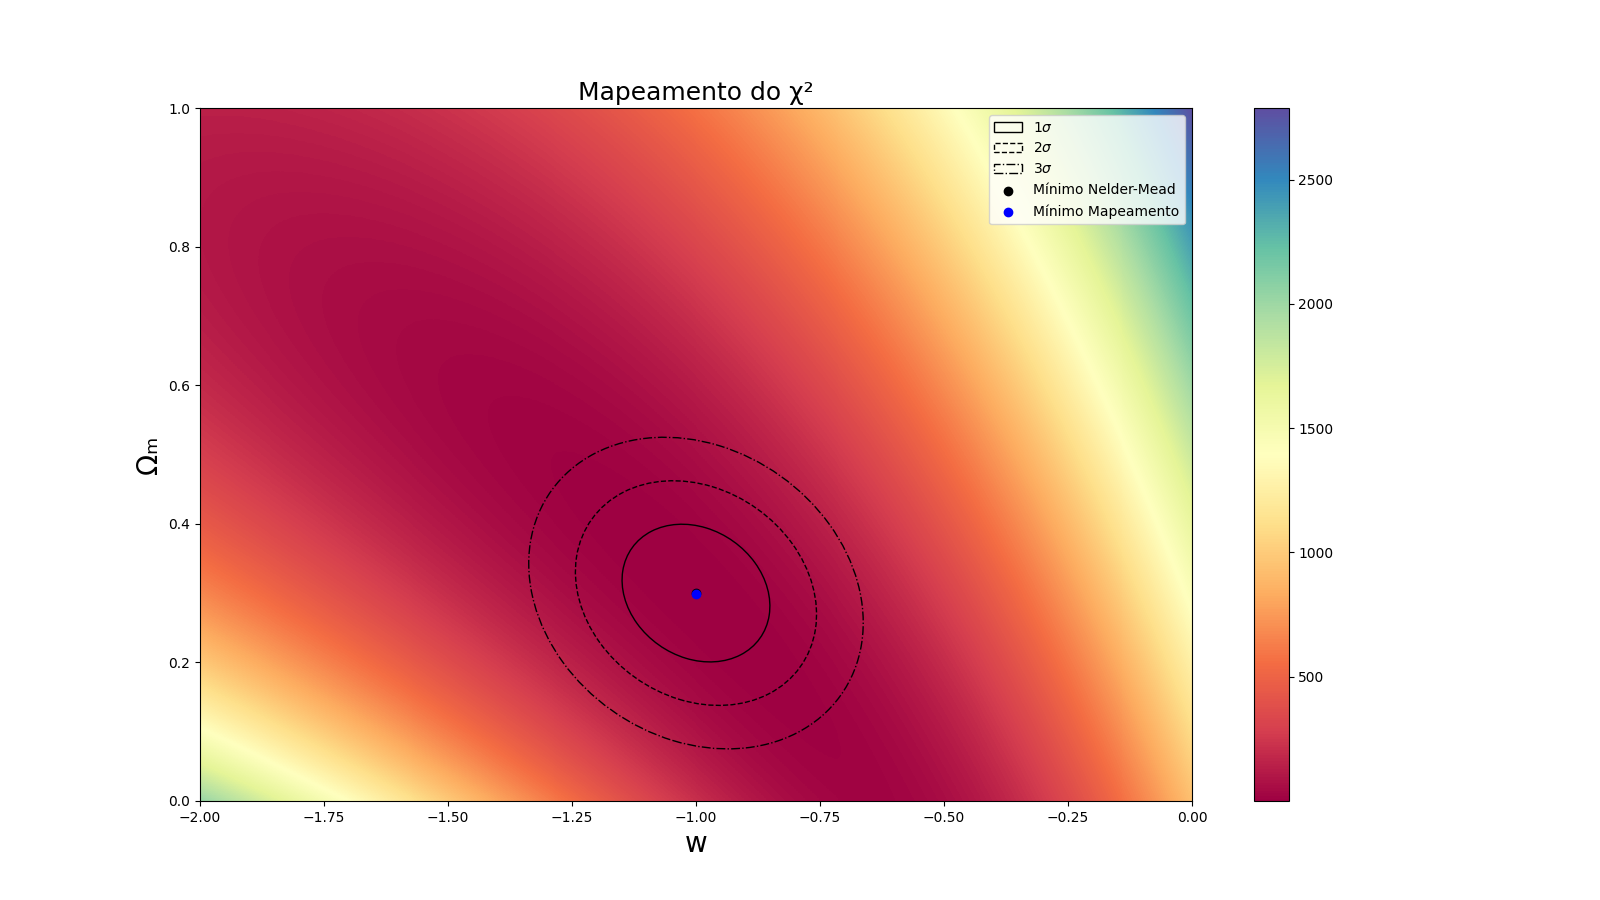 Mapeamento do χ²
1σ
2σ
3σ
Mínimo Nelder-Mead
Mínimo Mapeamento
1.0
0.8
0.6
0.4
0.2
0.0
Ωₘ
−2.00 −1.75 −1.50 −1.25 −1.00 −0.75 −0.50 −0.25 0.00
w
2500
2000
1500
1000
500